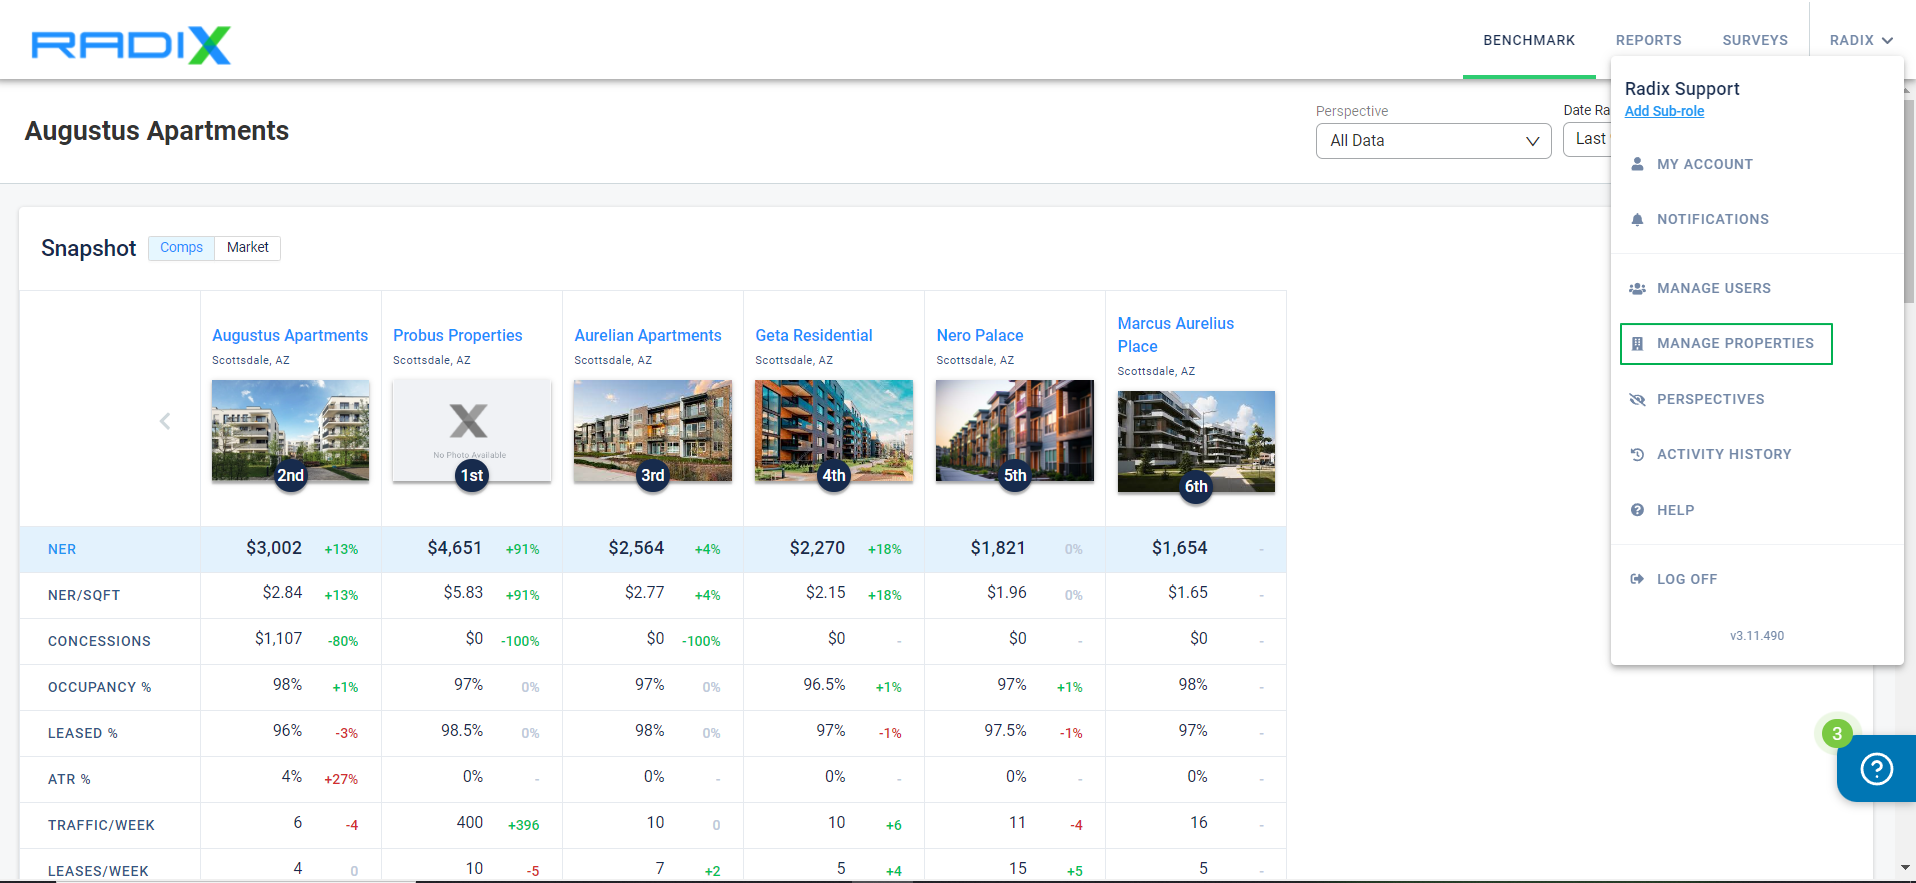 RADIX
BENCHMARK
REPORTS
SURVEYS
RADIX
Augustus Apartments
Perspective
All Data
Date Ra
Last
Radix Support
Add Sub-role
MY ACCOUNT
NOTIFICATIONS
MANAGE USERS
MANAGE PROPERTIES
PERSPECTIVES
ACTIVITY HISTORY
HELP
LOG OFF
v3.11.490
Snapshot
Comps
Market
Augustus Apartments
Scottsdale, AZ
2nd
Probus Properties
Scottsdale, AZ
X
No Photo Available
1st
Aurelian Apartments
Scottsdale, AZ
3rd
Geta Residential
Scottsdale, AZ
4th
Nero Palace
Scottsdale, AZ
5th
Marcus Aurelius
Place
Scottsdale, AZ
6th
NER $3,002 +13% $4,651 +91% $2,564 +4% $2,270 +18% $1,821 0% $1,654 -
NER/SQFT $2.84 +13% $5.83 +91% $2.77 +4% $2.15 +18% $1.96 0% $1.65 -
CONCESSIONS $1,107 -80% $0 -100% $0 -100% $0 - $0 - $0 -
OCCUPANCY % 98% +1% 97% 0% 97% 0% 96.5% +1% 97% +1% 98% -
LEASED % 96% -3% 98.5% 0% 98% 0% 97% -1% 97.5% -1% 97% -
ATR % 4% +27% 0% - 0% - 0% - 0% - 0% -
TRAFFIC/WEEK 6 -4 400 +396 10 0 10 +6 11 -4 16 -
LEASES/WEEK 4 0 10 -5 7 +2 5 +4 15 +5 5 -
3
?